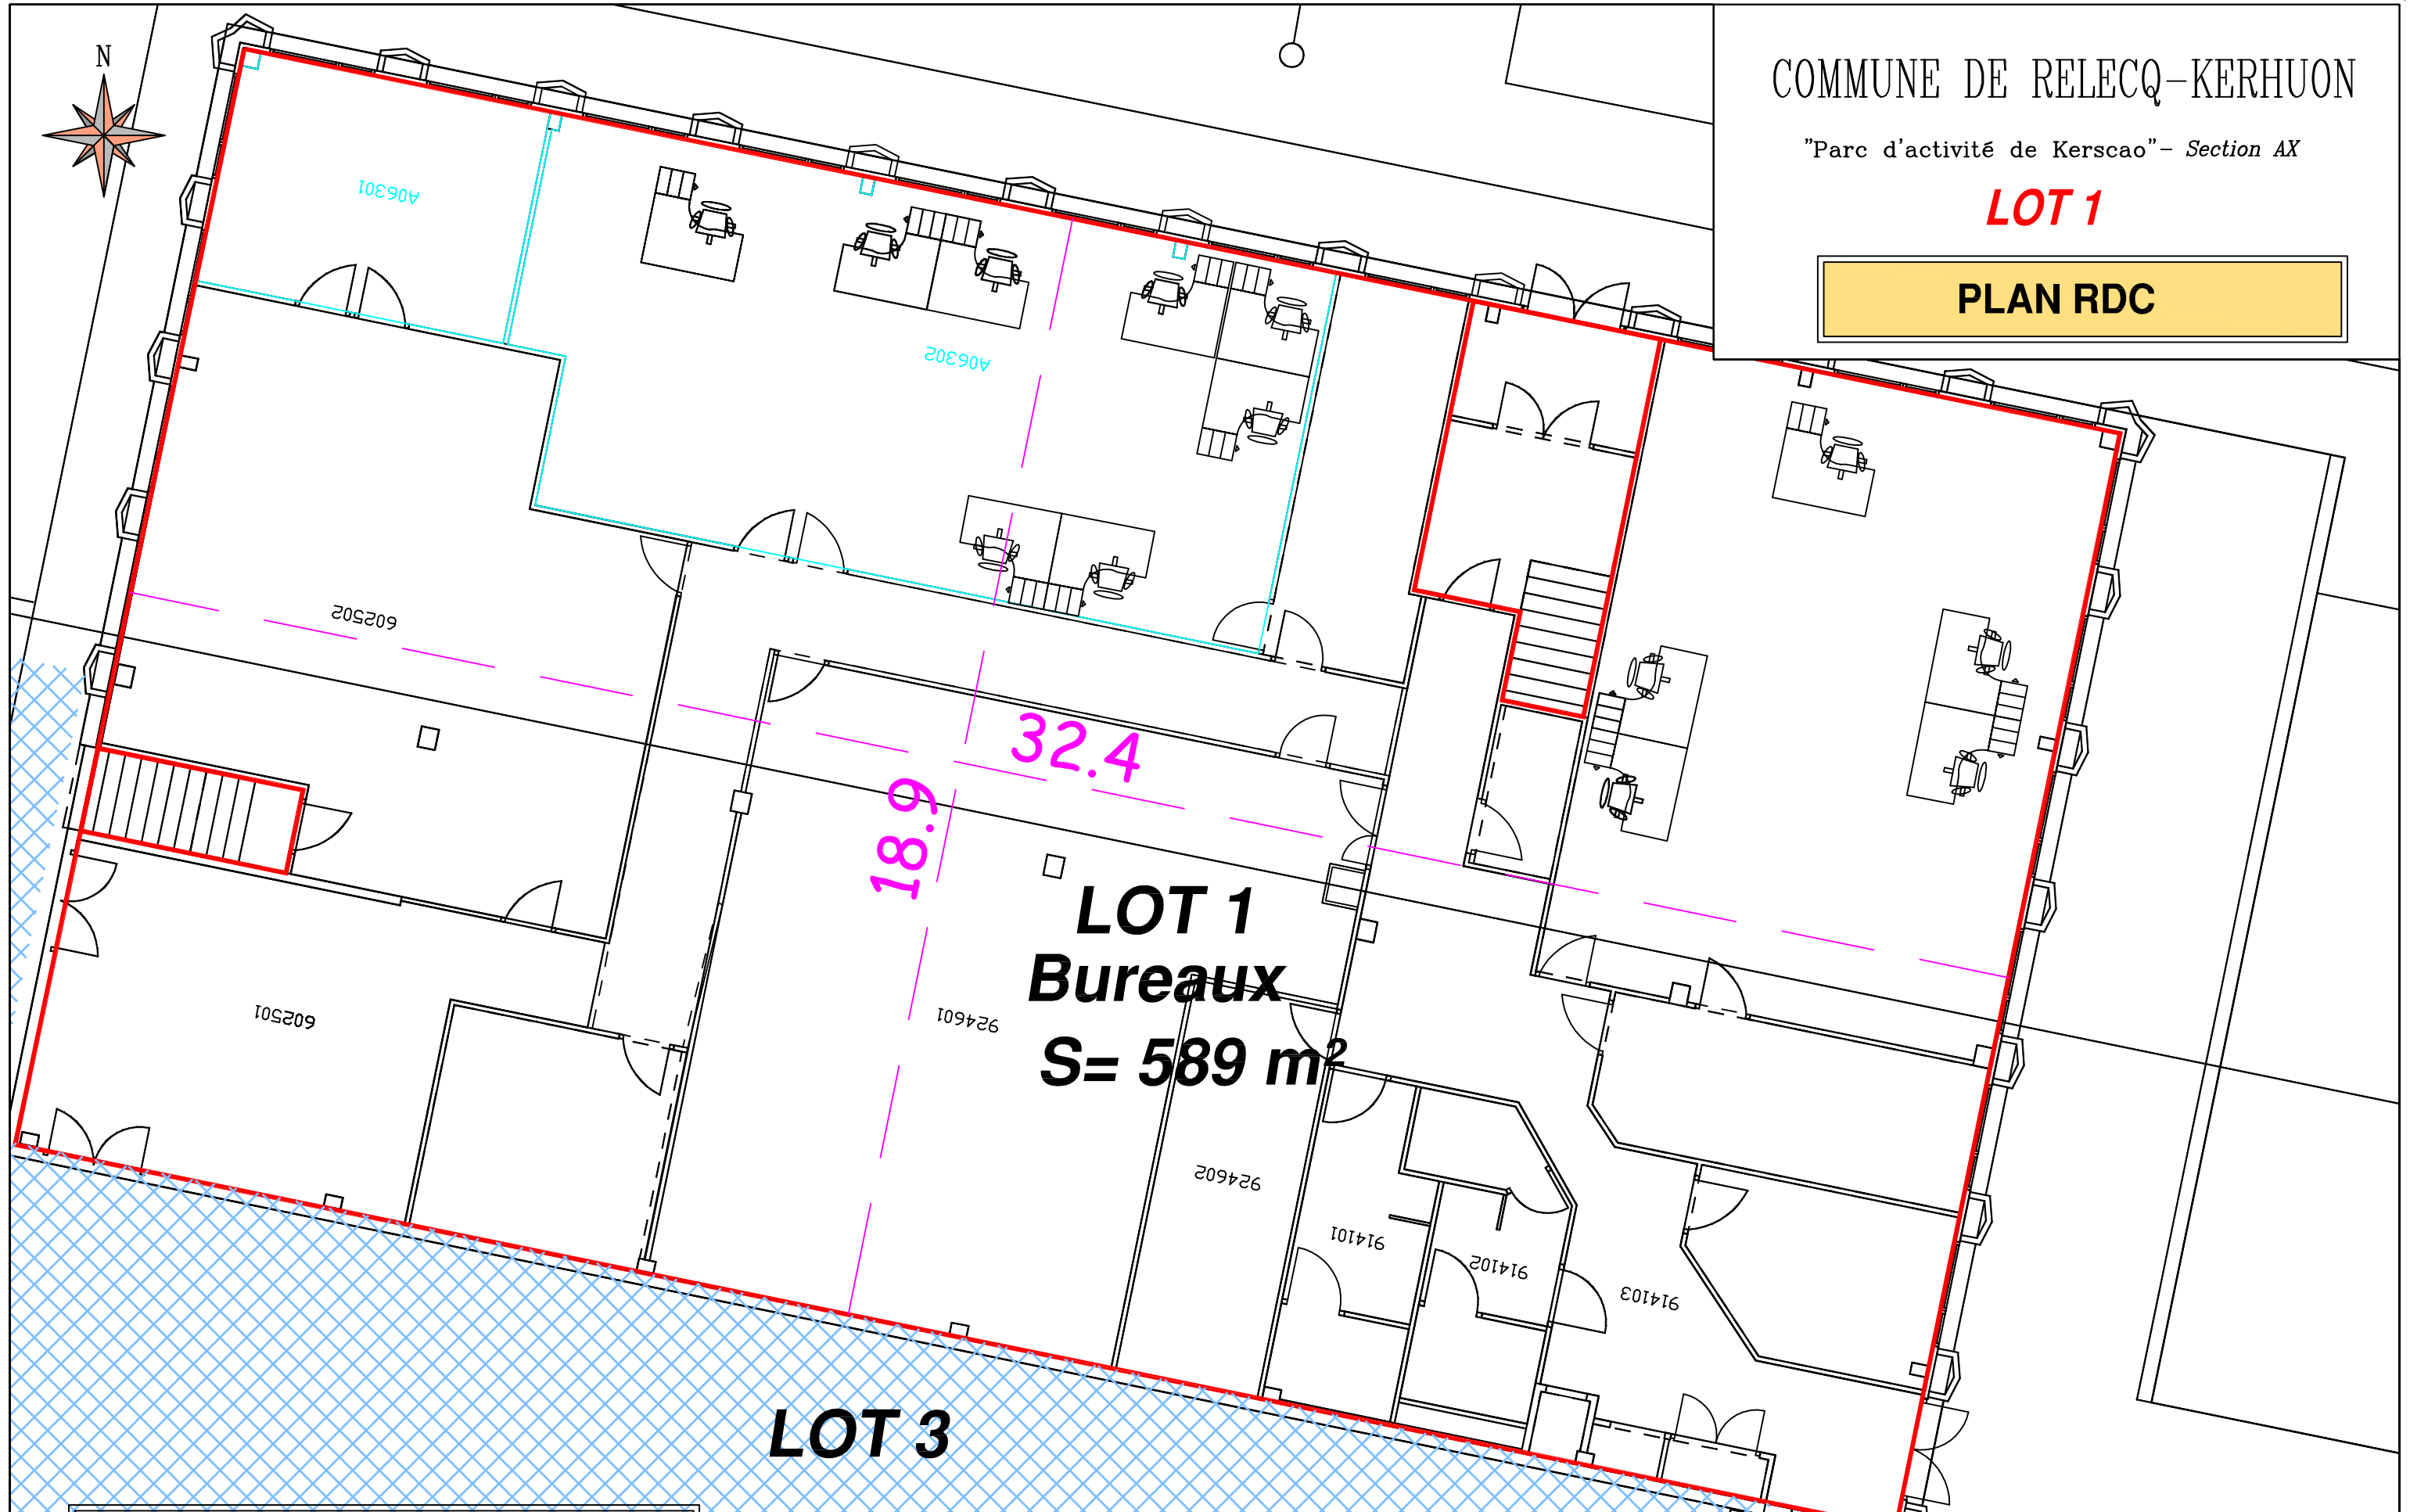 N
COMMUNE DE RELECQ-KERHUON
"Parc d'activité de Kerscao"- Section AX
LOT 1
PLAN RDC
A06301
A06302
602502
32.4
18.9
LOT 1
Bureaux
S= 589 m²
602501
924601
924602
914101
914102
914103
LOT 3